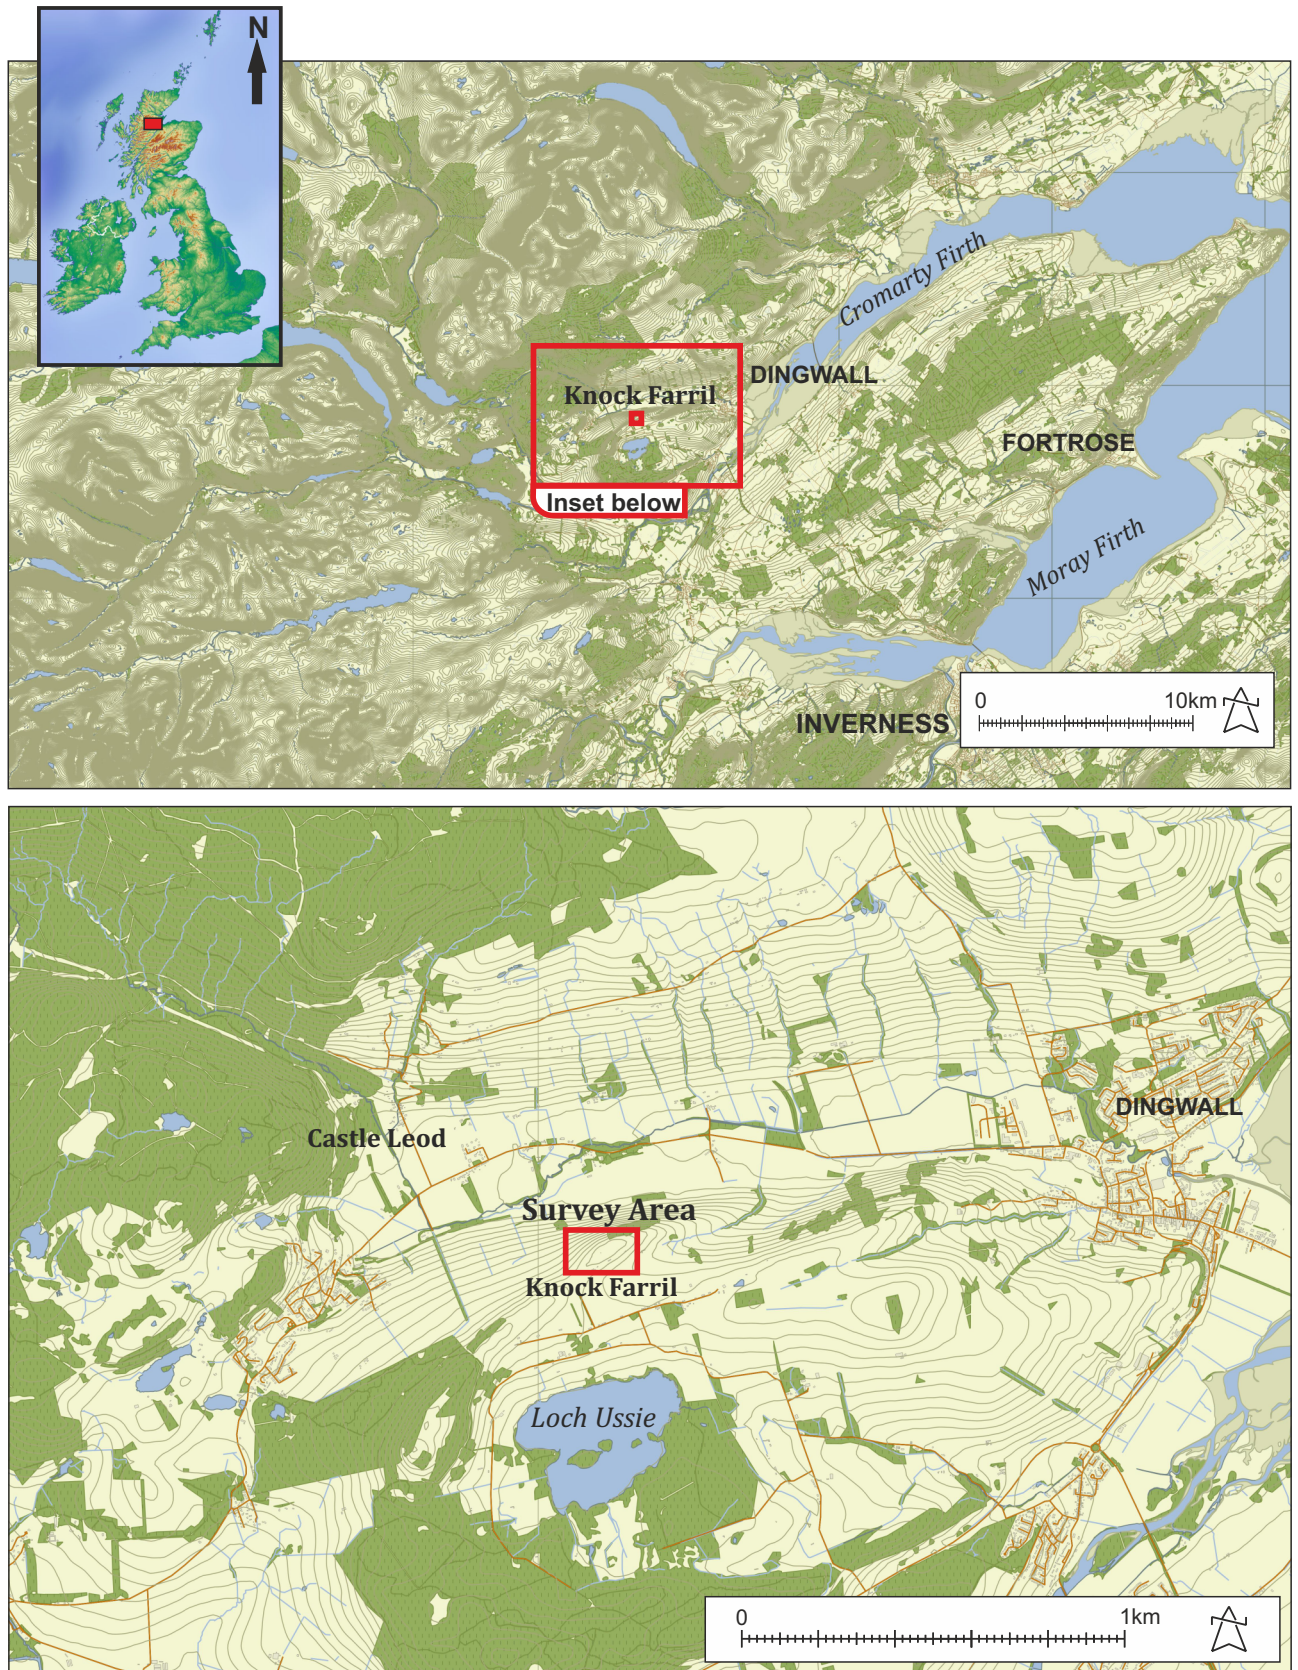 N
Cromarty Firth
DINGWALL
Knock Farril
FORTROSE
Inset below
Moray Firth
INVERNESS
0 10km
DINGWALL
Castle Leod
Survey Area
Knock Farril
Loch Ussie
0 1km